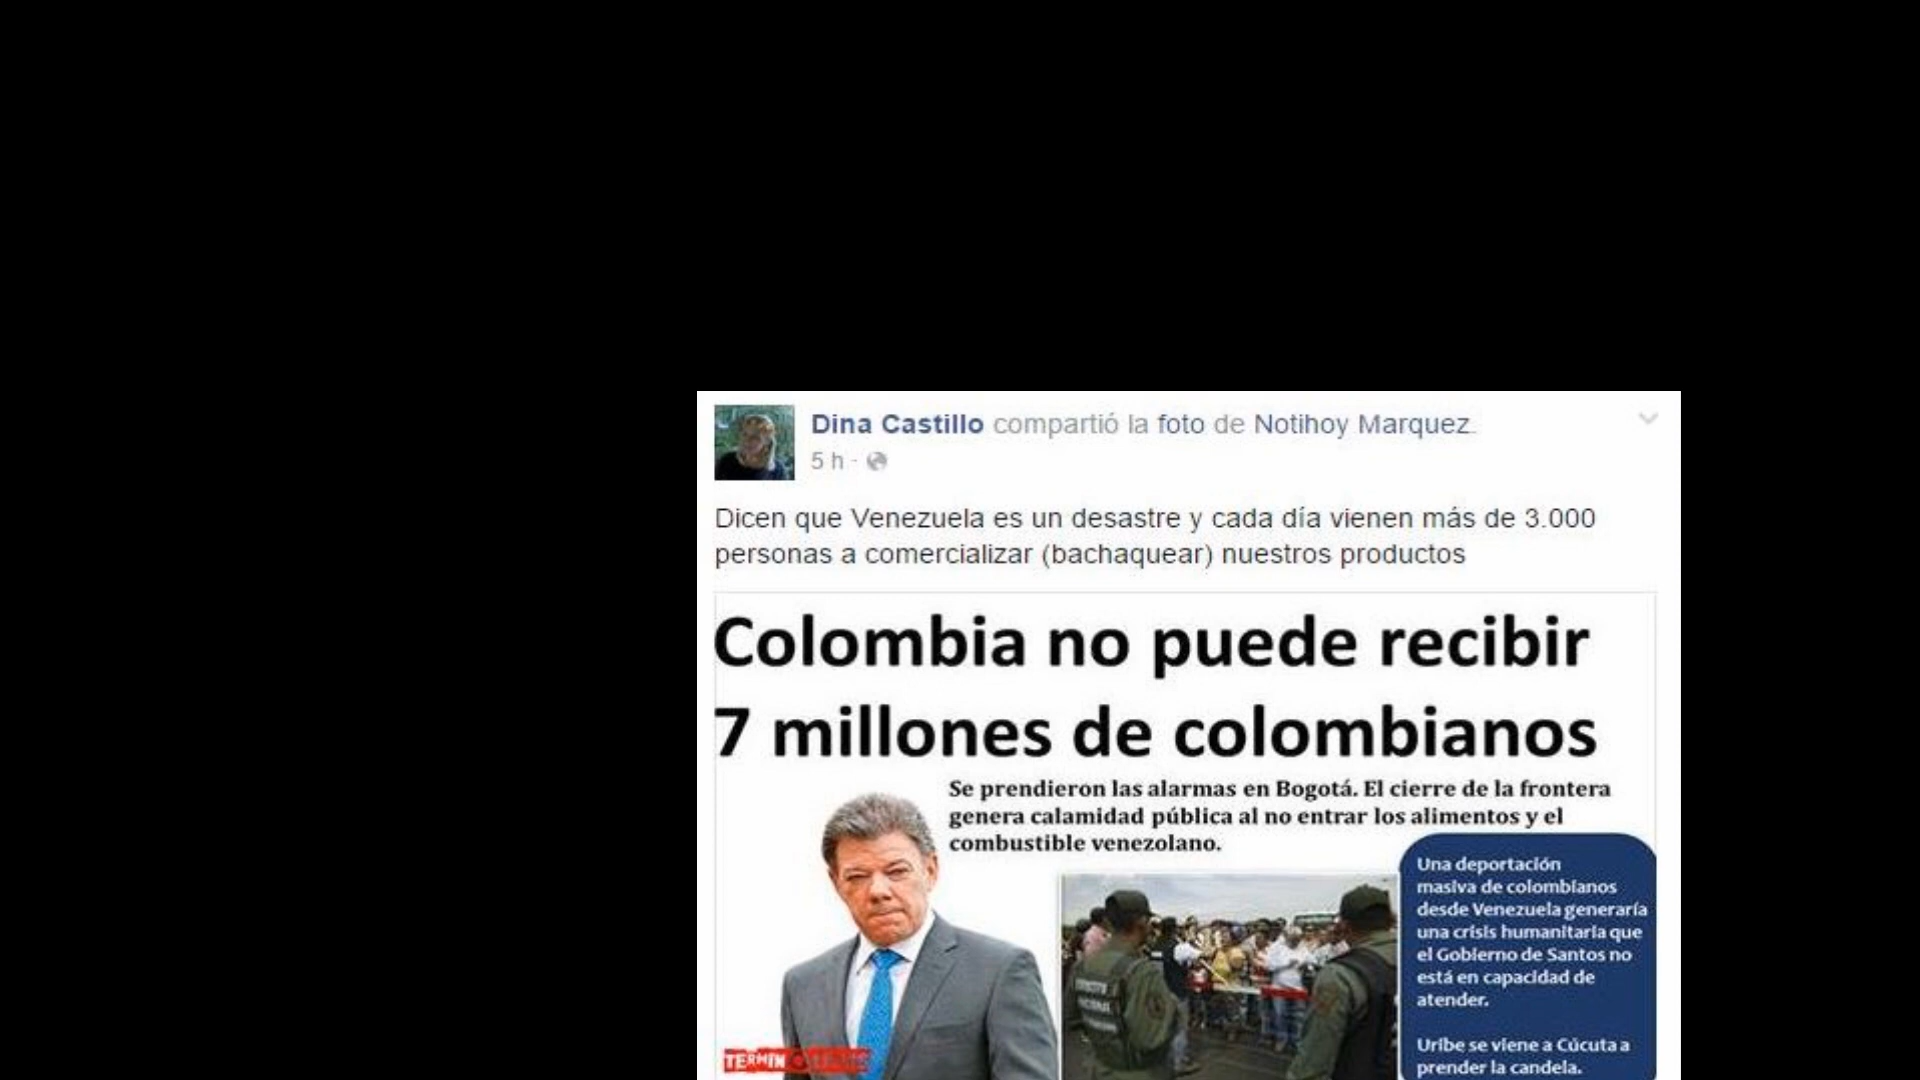 Dina Castillo compartió la foto de Notihoy Marquez.
5 h ·
Dicen que Venezuela es un desastre y cada día vienen más de 3.000
personas a comercializar (bachaquear) nuestros productos
Colombia no puede recibir
7 millones de colombianos
Se prendieron las alarmas en Bogotá. El cierre de la frontera
genera calamidad pública al no entrar los alimentos y el
combustible venezolano.
Una deportación
masiva de colombianos
desde Venezuela generaría
una crisis humanitaria que
el Gobierno de Santos no
está en capacidad de
atender.
Uribe se viene a Cúcuta a
prender la candela.